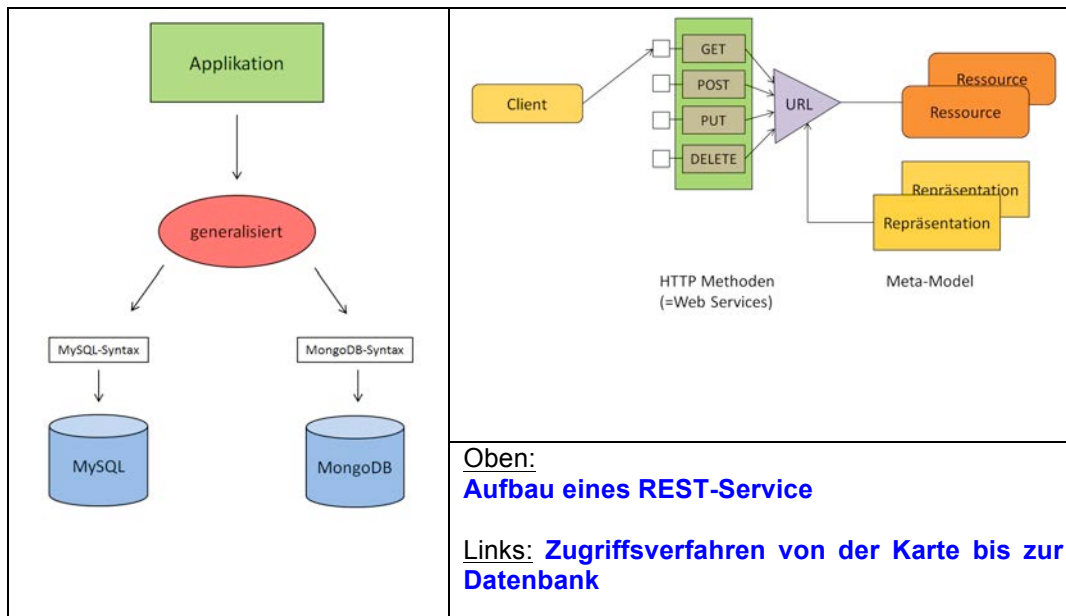 Applikation
generalisiert
MySQL-Syntax
MongoDB-Syntax
MySQL
MongoDB
Client
GET
POST
PUT
DELETE
URL
Ressource
Ressource
Repräsentation
Repräsentation
HTTP Methoden
(=Web Services)
Meta-Model
Oben:
Aufbau eines REST-Service
Links: Zugriffsverfahren von der Karte bis zur
Datenbank